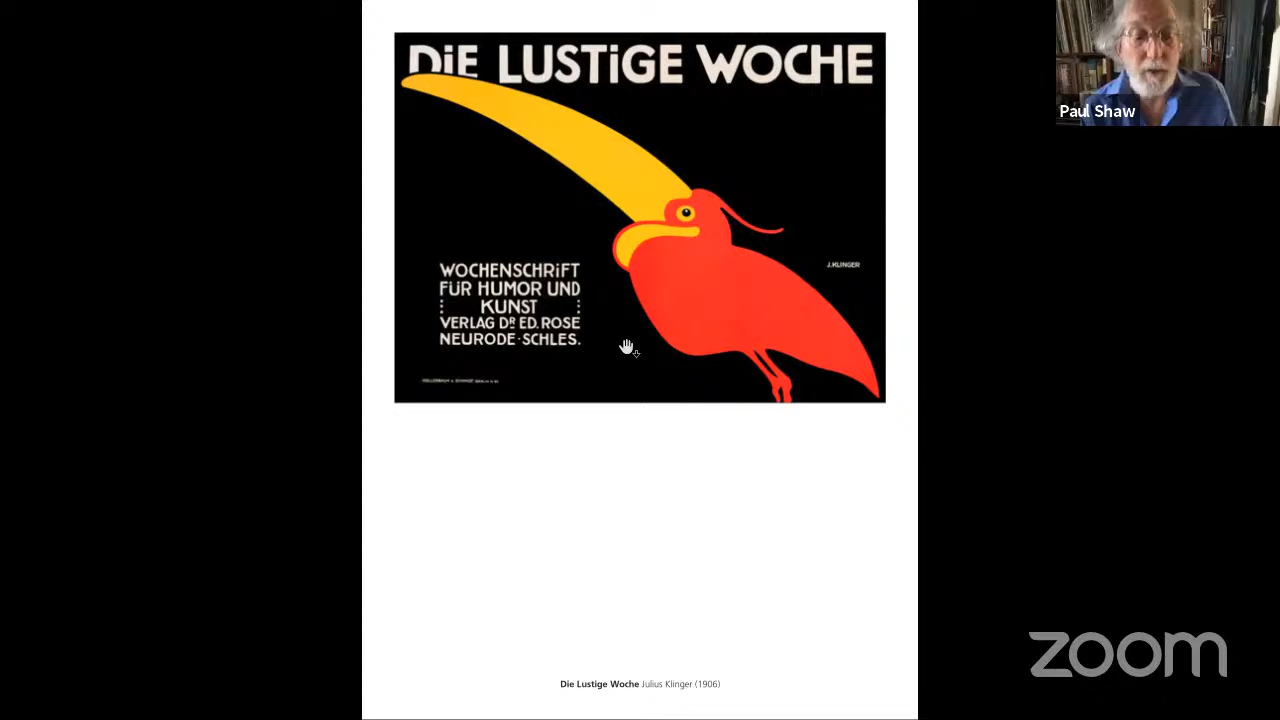 DiE LUSTiGE WOCHE
WOCHENSCHRiFT
FÜR HUMOR UND
KUNST
VERLAG DR ED. ROSE
NEURODE·SCHLES.
J. KLINGER
Die Lustige Woche Julius Klinger (1906)
Paul Shaw
zoom